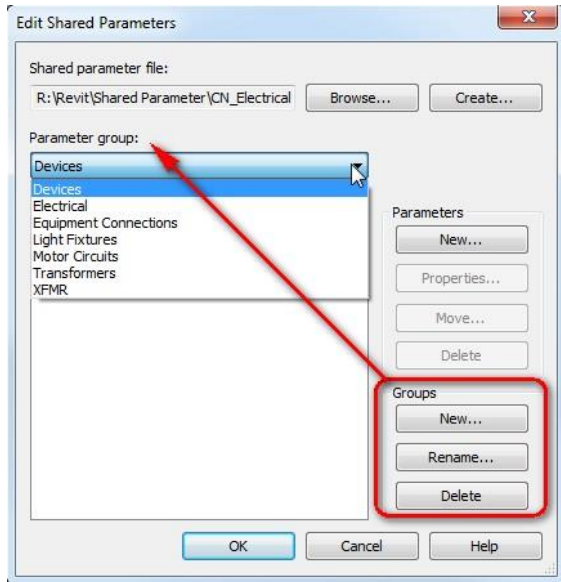 Edit Shared Parameters
Shared parameter file:
R:\Revit\Shared Parameter\CN_Electrical
Browse...
Create...
Parameter group:
Devices
Devices
Electrical
Equipment Connections
Light Fixtures
Motor Circuits
Transformers
XFMR
Parameters
New...
Properties...
Move...
Delete
Groups
New...
Rename...
Delete
OK
Cancel
Help